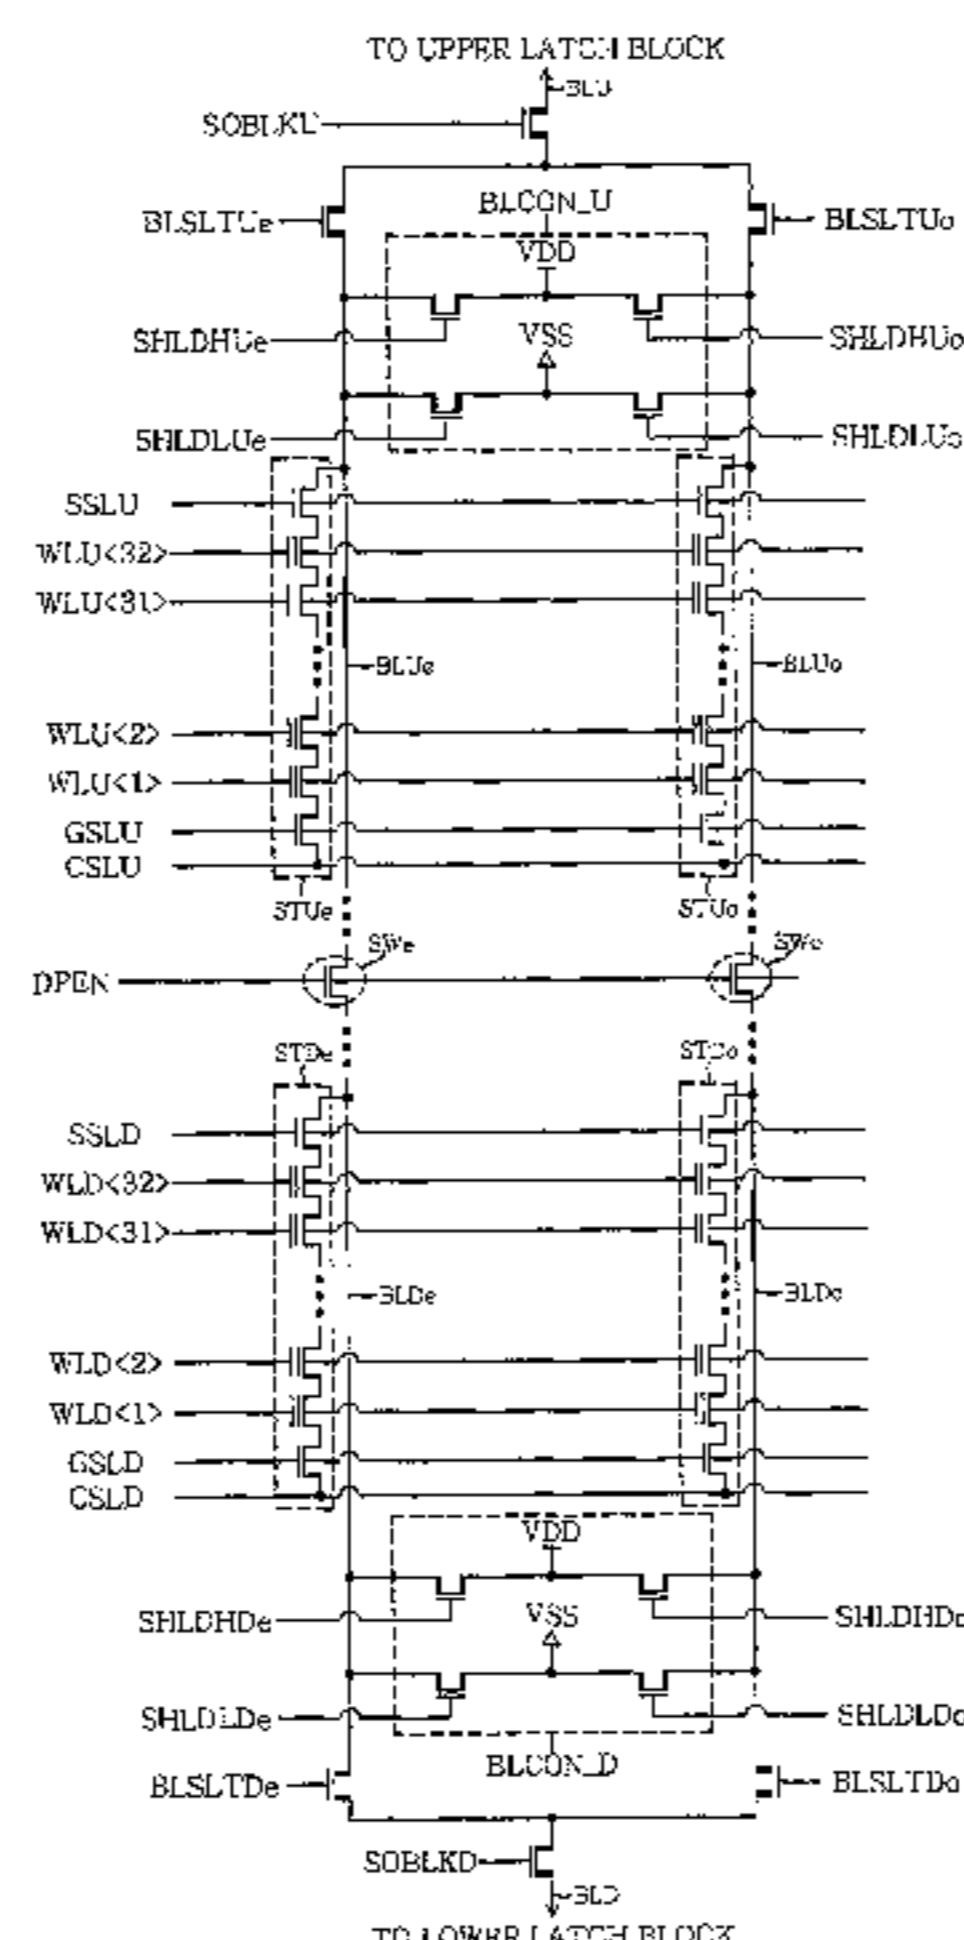 TO UPPER LATCH BLOCK
BLU
SOBLKU
BLCON_U
BLSLTUe
BLSLTUo
VDD
SHLDHUe
VSS
SHLDHUo
SHLDLUe
SHLDLUo
SSLU
WLU<32>
WLU<31>
BLUe
BLUo
WLU<2>
WLU<1>
GSLU
CSLU
STUe
STUo
SWe
SWo
DPEN
STDe
STDo
SSLD
WLD<32>
WLD<31>
BLDe
BLDo
WLD<2>
WLD<1>
GSLD
CSLD
VDD
SHLDHDe
VSS
SHLDHDo
SHLDLDe
SHLDLDo
BLCON_D
BLSLTDe
BLSLTDo
SOBLKD
BLD
TO LOWER LATCH BLOCK